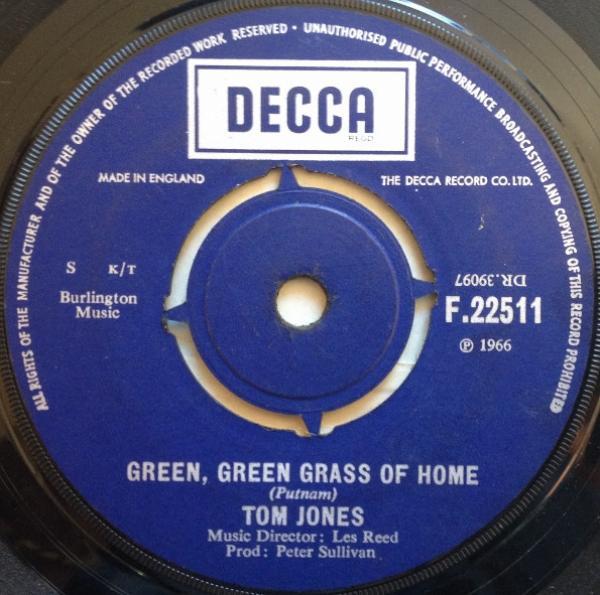 ALL RIGHTS OF THE MANUFACTURER AND OF THE OWNER OF THE RECORDED WORK RESERVED • UNAUTHORISED PUBLIC PERFORMANCE BROADCASTING AND COPYING OF THIS RECORD PROHIBITED
DECCA
REGD
MADE IN ENGLAND
THE DECCA RECORD CO. LTD.
S K/T
Burlington
Music
DR.39097
F.22511
℗ 1966
GREEN, GREEN GRASS OF HOME
(Putnam)
TOM JONES
Music Director: Les Reed
Prod: Peter Sullivan